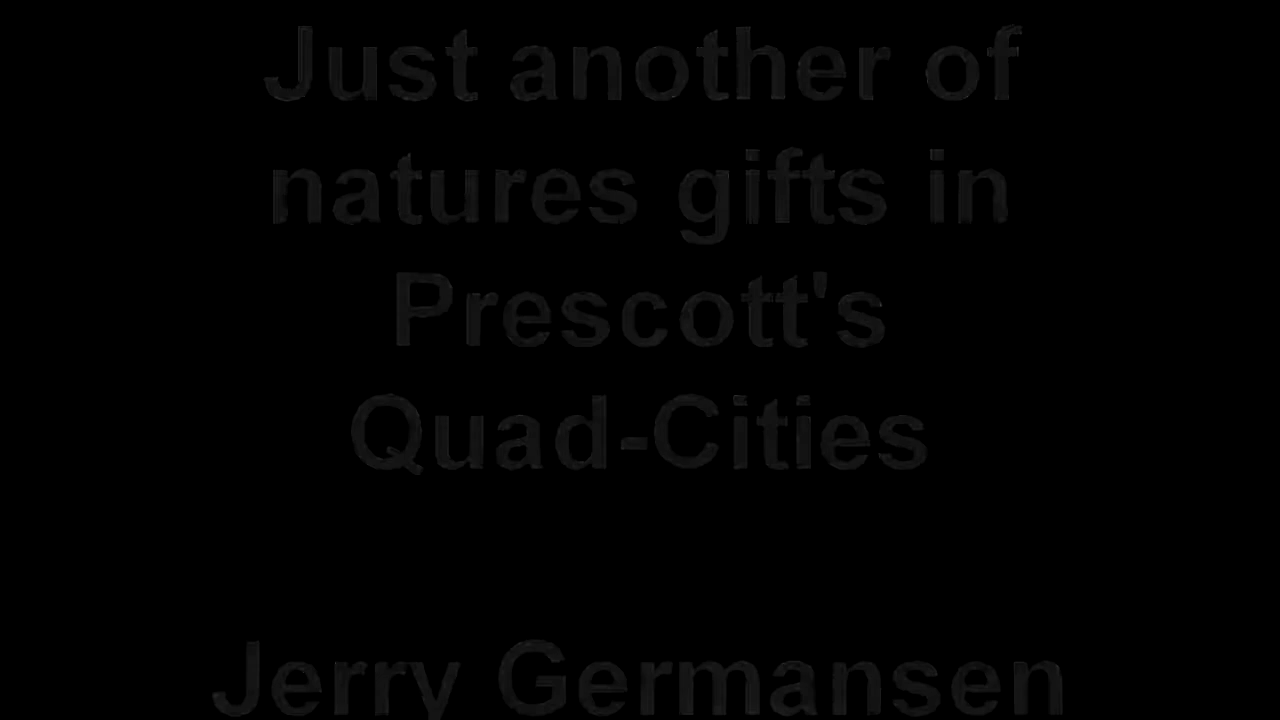 Just another of
natures gifts in
Prescott's
Quad-Cities
Jerry Germansen